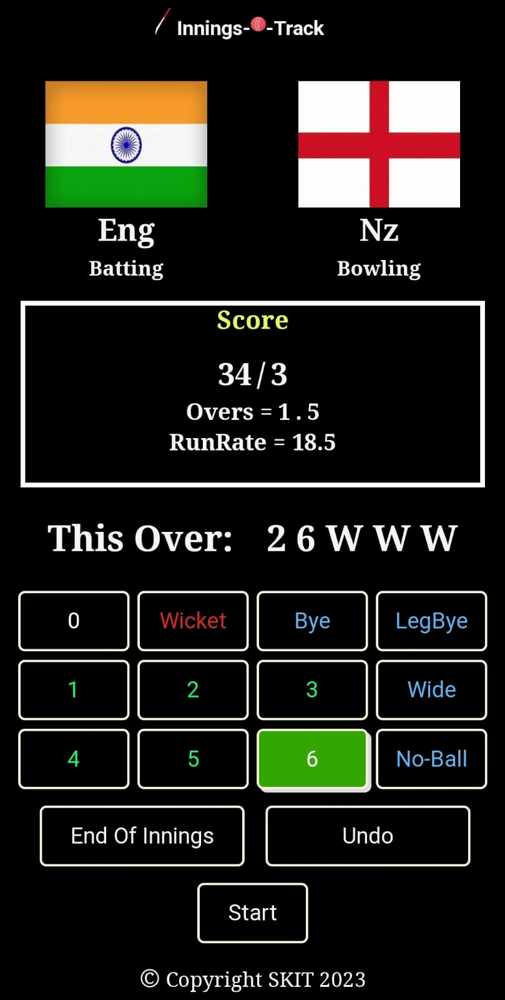 Innings--Track
Eng Nz
Batting Bowling
Score
34/3
Overs = 1 . 5
RunRate = 18.5
This Over: 2 6 W W W
0 Wicket Bye LegBye
1 2 3 Wide
4 5 6 No-Ball
End Of Innings Undo
Start
© Copyright SKIT 2023